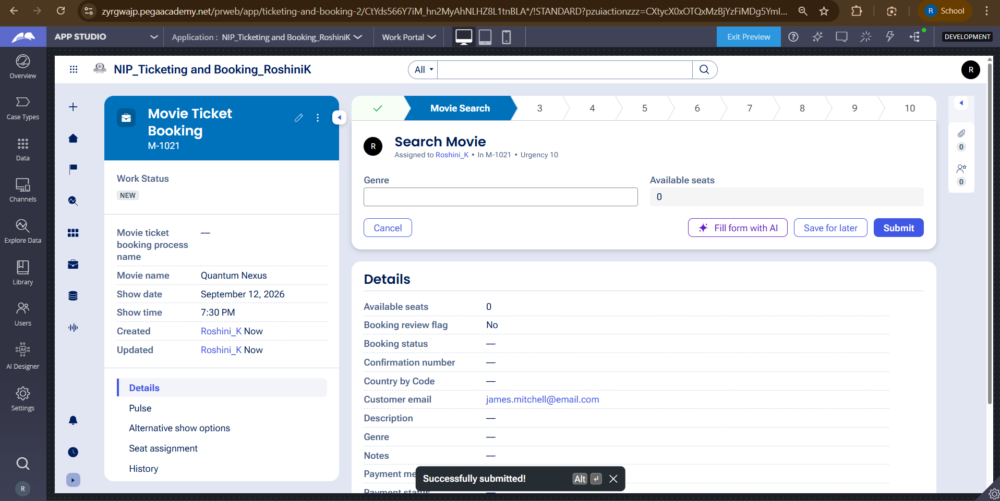 zyrgwajp.pegaacademy.net/prweb/app/ticketing-and-booking-2/CtYds566Y7iM_hn2MyAhNLHZ8L1tnBLA*/!STANDARD?pzuiactionzzz=CXtycX0xOTQxMzBjYzFiMDg5YmI...
R School
APP STUDIO
Application : NIP_Ticketing and Booking_RoshiniK
Work Portal
Exit Preview
DEVELOPMENT
Overview
Case Types
Data
Channels
Explore Data
Library
Users
AI
AI Designer
Settings
R
NIP_Ticketing and Booking_RoshiniK
All
R
Movie Ticket
Booking
M-1021
Work Status
NEW
Movie ticket booking process name —
Movie name Quantum Nexus
Show date September 12, 2026
Show time 7:30 PM
Created Roshini_K Now
Updated Roshini_K Now
Details
Pulse
Alternative show options
Seat assignment
History
Movie Search 3 4 5 6 7 8 9 10
R
Search Movie
Assigned to Roshini_K • In M-1021 • Urgency 10
Genre
Available seats
0
Cancel
Fill form with AI
Save for later
Submit
0
0
Details
Available seats 0
Booking review flag No
Booking status —
Confirmation number —
Country by Code —
Customer email james.mitchell@email.com
Description —
Genre —
Notes —
Payment me
Payment status
Successfully submitted! Alt